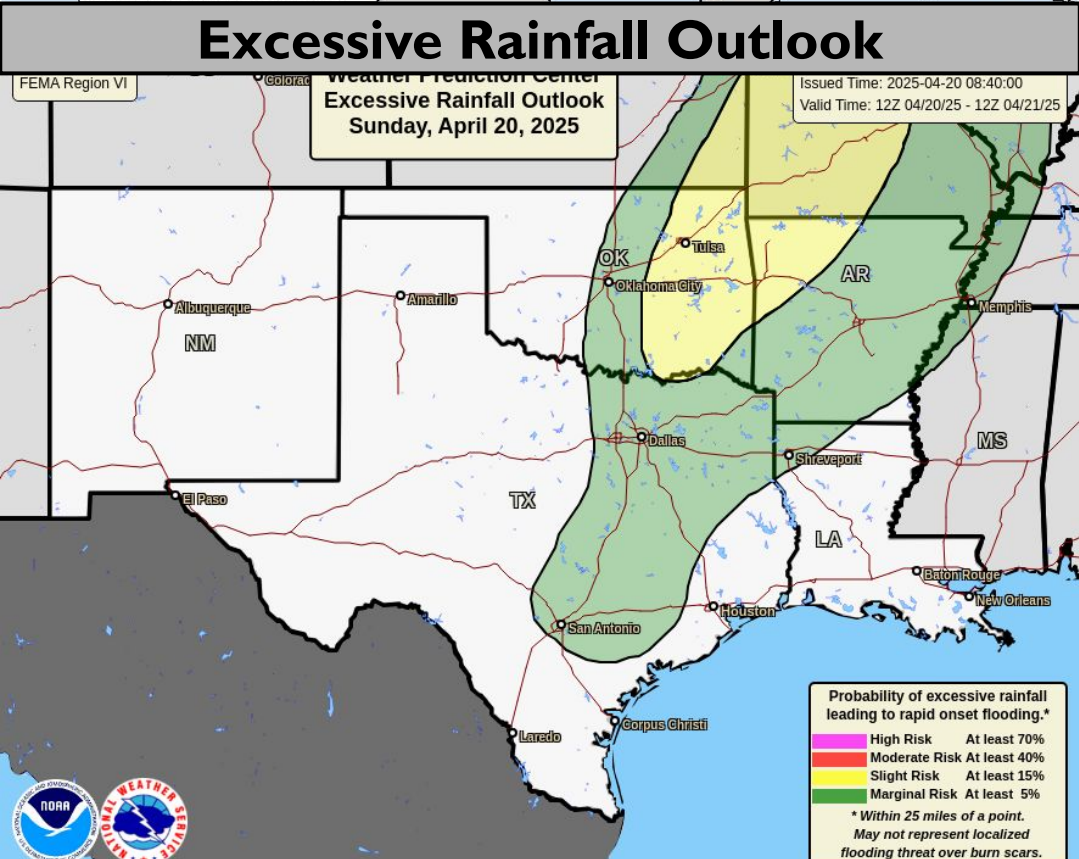 Excessive Rainfall Outlook
FEMA Region VI
Weather Prediction Center
Excessive Rainfall Outlook
Sunday, April 20, 2025
Issued Time: 2025-04-20 08:40:00
Valid Time: 12Z 04/20/25 - 12Z 04/21/25
Colorad
OK
Tulsa
Oklahoma City
AR
Albuquerque
Amarillo
Memphis
NM
Dallas
MS
Shreveport
El Paso
TX
LA
Baton Rouge
New Orleans
Houston
San Antonio
Corpus Christi
Laredo
Probability of excessive rainfall
leading to rapid onset flooding.*
High Risk At least 70%
Moderate Risk At least 40%
Slight Risk At least 15%
Marginal Risk At least 5%
* Within 25 miles of a point.
May not represent localized
flooding threat over burn scars.
NOAA
NATIONAL WEATHER SERVICE